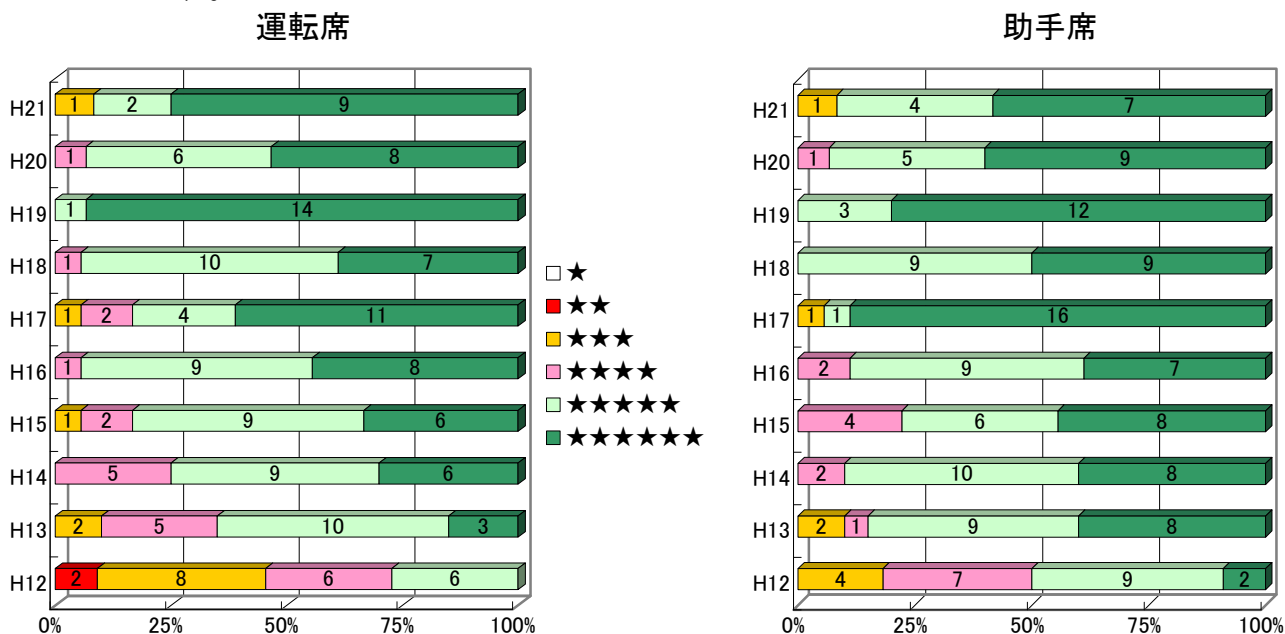 運転席
H21 1 2 9
H20 1 6 8
H19 1 14
H18 1 10 7
H17 1 2 4 11
H16 1 9 8
H15 1 2 9 6
H14 5 9 6
H13 2 5 10 3
H12 2 8 6 6
0% 25% 50% 75% 100%
★
★★
★★★
★★★★
★★★★★
★★★★★★
助手席
H21 1 4 7
H20 1 5 9
H19 3 12
H18 9 9
H17 1 1 16
H16 2 9 7
H15 4 6 8
H14 2 10 8
H13 2 1 9 8
H12 4 7 9 2
0% 25% 50% 75% 100%